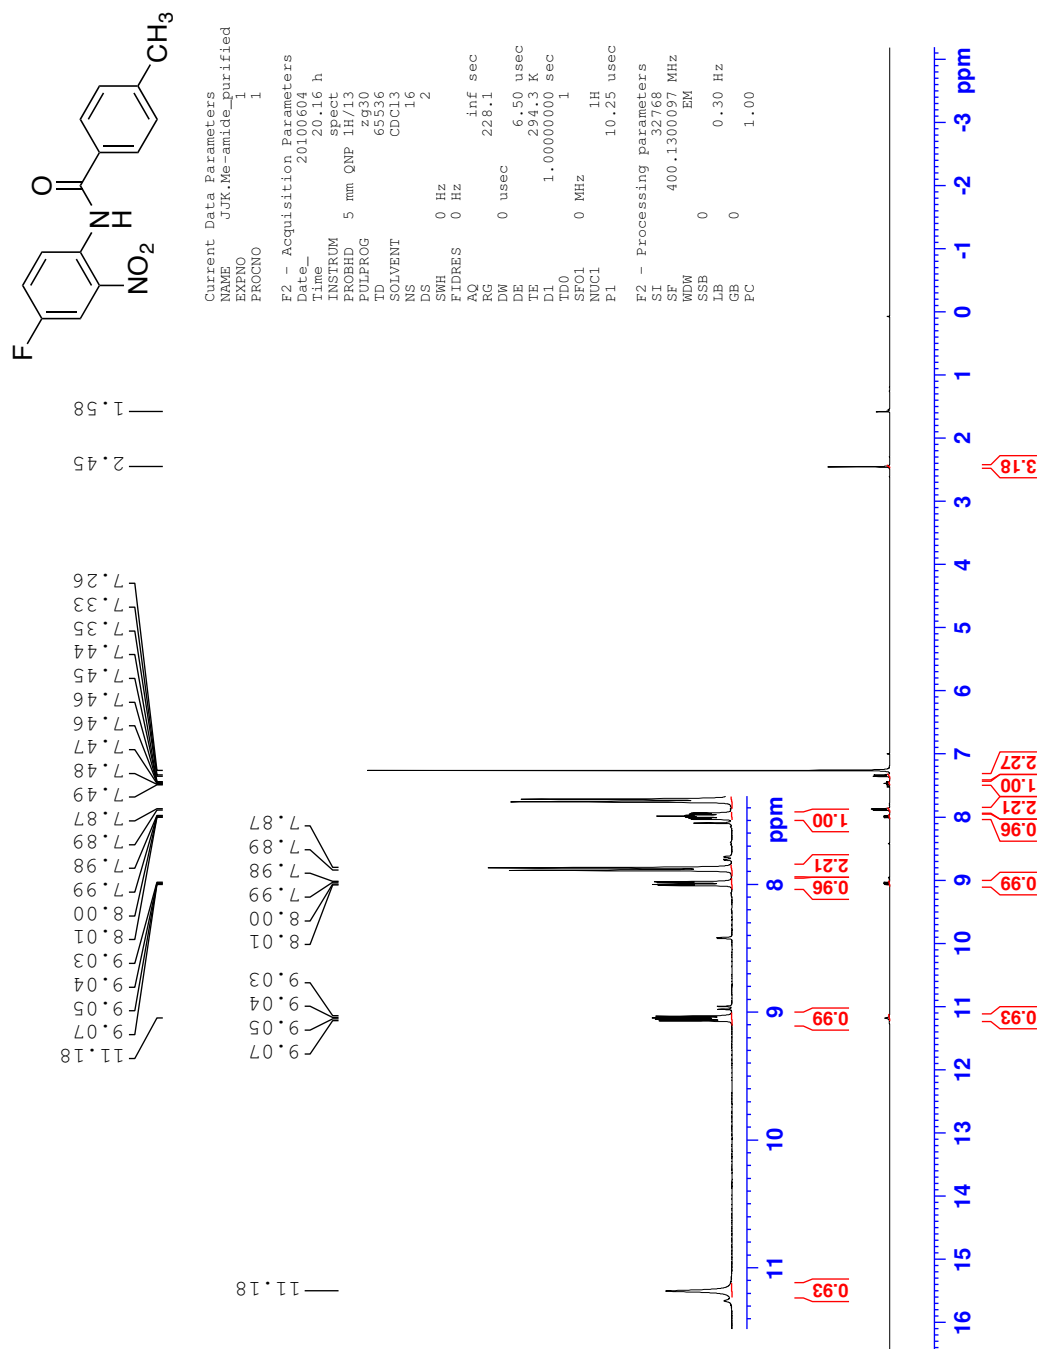 F
NO2
N
H
O
CH3
Current Data Parameters
NAME JJK.Me-amide_purified
EXPNO 1
PROCNO 1
F2 - Acquisition Parameters
Date_ 20100604
Time 20.16 h
INSTRUM spect
PROBHD 5 mm QNP 1H/13
PULPROG zg30
TD 65536
SOLVENT CDCl3
NS 16
DS 2
SWH 0 Hz
FIDRES 0 Hz
AQ inf sec
RG 228.1
DW 0 usec
DE 6.50 usec
TE 294.3 K
D1 1.00000000 sec
TD0 1
SFO1 0 MHz
NUC1 1H
P1 10.25 usec
F2 - Processing parameters
SI 32768
SF 400.1300097 MHz
WDW EM
SSB 0
LB 0.30 Hz
GB 0
PC 1.00
11.18
9.07
9.05
9.04
9.03
8.01
8.00
7.99
7.98
7.89
7.87
7.49
7.48
7.47
7.46
7.46
7.45
7.44
7.35
7.33
7.26
2.45
1.58
11.18
9.07
9.05
9.04
9.03
8.01
8.00
7.99
7.98
7.89
7.87
11 10 9 8 ppm
0.93 0.99 0.96 2.21 1.00
16 15 14 13 12 11 10 9 8 7 6 5 4 3 2 1 0 -1 -2 -3 ppm
0.93 0.99 0.96 2.21 1.00 2.27 3.18